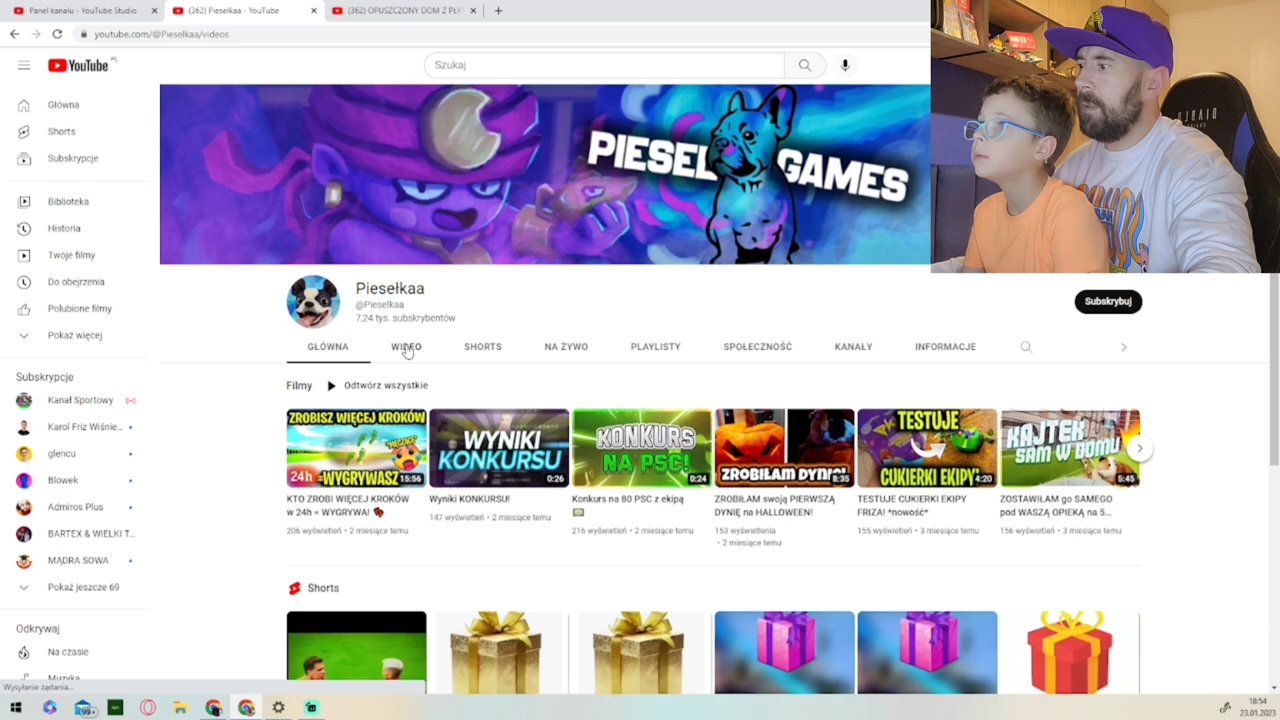 Panel kanału - YouTube Studio
(362) Piesełkaa - YouTube
(362) OPUSZCZONY DOM Z PŁYT
youtube.com/@Pieselkaa/videos
YouTube PL
Szukaj
Główna
Shorts
Subskrypcje
Biblioteka
Historia
Twoje filmy
Do obejrzenia
Polubione filmy
Pokaż więcej
Subskrypcje
Kanał Sportowy
Karol Friz Wiśnie...
glencu
Blowek
Admiros Plus
BARTEX & WIELKI T...
MĄDRA SOWA
Pokaż jeszcze 69
Odkrywaj
Na czasie
Muzyka
PIESEL GAMES
Piesełkaa
@Pieselkaa
7,24 tys. subskrybentów
Subskrybuj
GŁÓWNA
WIDEO
SHORTS
NA ŻYWO
PLAYLISTY
SPOŁECZNOŚĆ
KANAŁY
INFORMACJE
Filmy
Odtwórz wszystkie
ZROBISZ WIĘCEJ KROKÓW
24h
=WYGRYWASZ
15:56
KTO ZROBI WIĘCEJ KROKÓW
w 24h = WYGRYWA!
206 wyświetleń • 2 miesiące temu
WYNIKI
KONKURSU
0:26
Wyniki KONKURSU!
147 wyświetleń • 2 miesiące temu
KONKURS
NA PSC!
0:24
Konkurs na 80 PSC z ekipą
216 wyświetleń • 2 miesiące temu
ZROBIŁAM DYNIĘ!
8:35
ZROBIŁAM swoją PIERWSZĄ
DYNIĘ na HALLOWEEN!
153 wyświetlenia
• 2 miesiące temu
TESTUJE
CUKIERKI EKIPY
4:20
TESTUJE CUKIERKI EKIPY
FRIZA! *nowość*
155 wyświetleń • 3 miesiące temu
KAJTEK
SAM W DOMU
5:45
ZOSTAWIŁAM go SAMEGO
pod WASZĄ OPIEKĄ na 5...
156 wyświetleń • 3 miesiące temu
Shorts
Wysyłanie żądania...
99+
18:54
23.01.2023